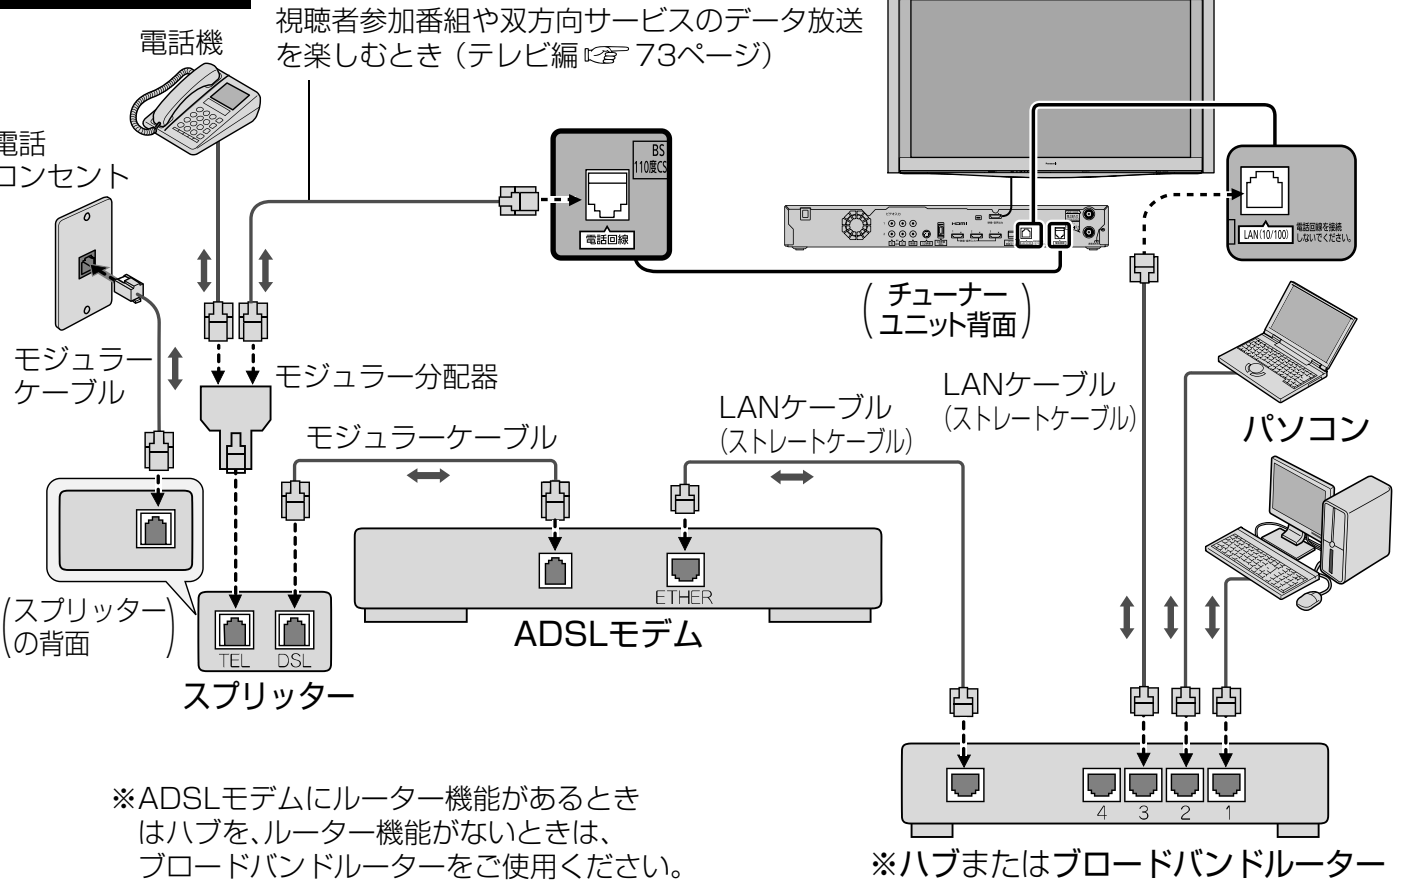 視聴者参加番組や双方向サービスのデータ放送
を楽しむとき（テレビ編☞73ページ）
電話機
電話
コンセント
BS
110度CS
電話回線
LAN(10/100)
電話回線を接続
しないでください。
HDMI
（チューナー
ユニット背面）
モジュラー
ケーブル
モジュラー分配器
モジュラーケーブル
LANケーブル
（ストレートケーブル）
LANケーブル
（ストレートケーブル）
パソコン
（スプリッター
の背面）
TEL
DSL
スプリッター
ETHER
ADSLモデム
4
3
2
1
※ハブまたはブロードバンドルーター
※ADSLモデムにルーター機能があるとき
はハブを、ルーター機能がないときは、
ブロードバンドルーターをご使用ください。